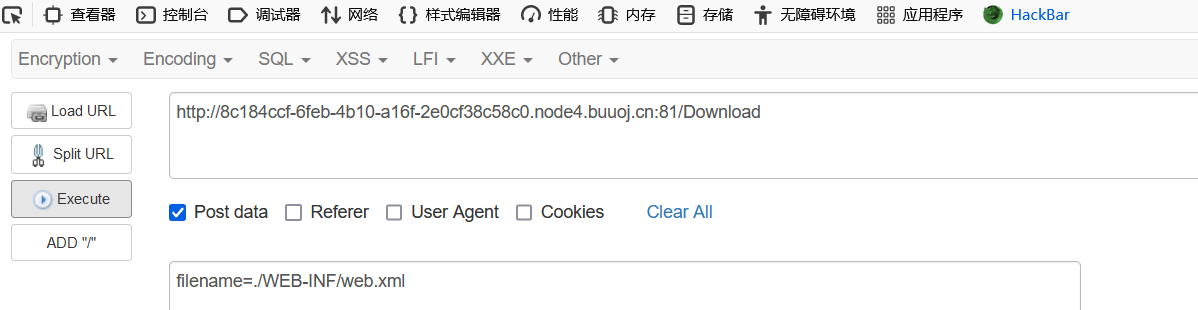 查看器 控制台 调试器 网络 样式编辑器 性能 内存 存储 无障碍环境 应用程序 HackBar
Encryption Encoding SQL XSS LFI XXE Other
Load URL
http://8c184ccf-6feb-4b10-a16f-2e0cf38c58c0.node4.buuoj.cn:81/Download
Split URL
Execute
Post data Referer User Agent Cookies Clear All
ADD "/"
filename=./WEB-INF/web.xml